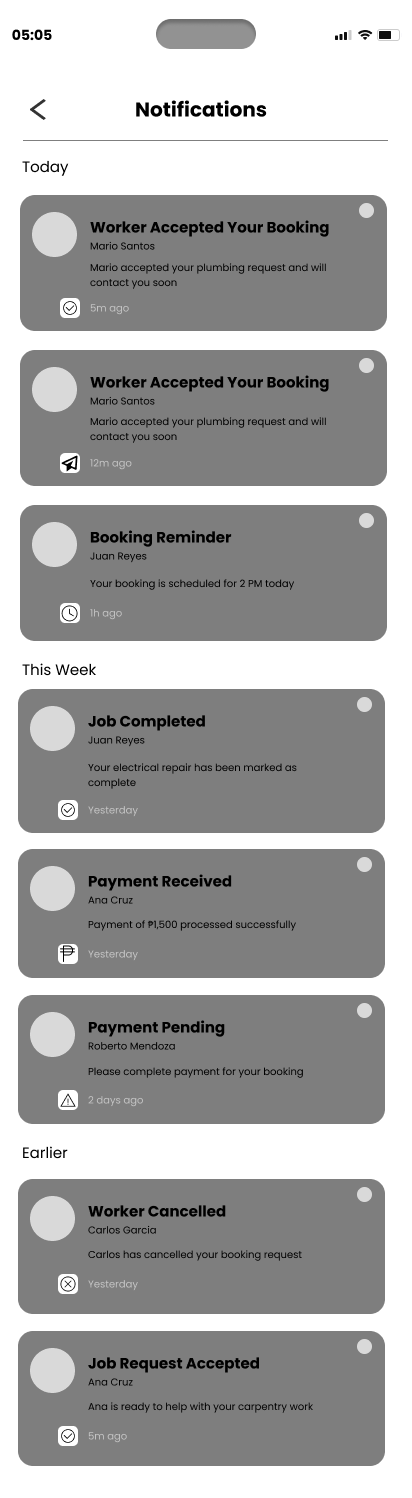 05:05
Notifications
Today
Worker Accepted Your Booking
Mario Santos
Mario accepted your plumbing request and will
contact you soon
5m ago
Worker Accepted Your Booking
Mario Santos
Mario accepted your plumbing request and will
contact you soon
12m ago
Booking Reminder
Juan Reyes
Your booking is scheduled for 2 PM today
1h ago
This Week
Job Completed
Juan Reyes
Your electrical repair has been marked as
complete
Yesterday
Payment Received
Ana Cruz
Payment of ₱1,500 processed successfully
Yesterday
Payment Pending
Roberto Mendoza
Please complete payment for your booking
2 days ago
Earlier
Worker Cancelled
Carlos Garcia
Carlos has cancelled your booking request
Yesterday
Job Request Accepted
Ana Cruz
Ana is ready to help with your carpentry work
5m ago